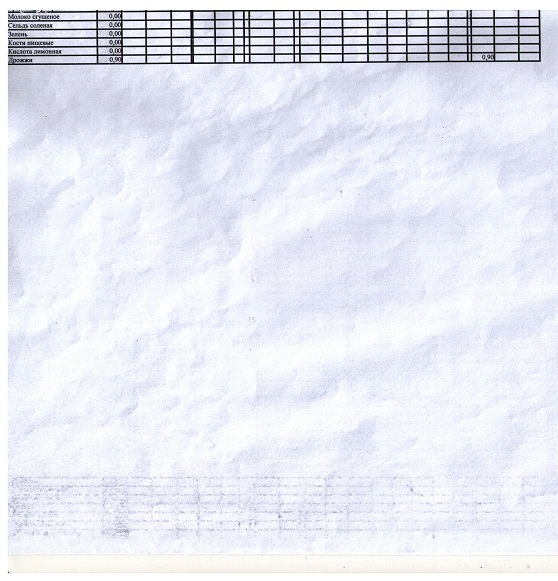 Молоко сгущеное 0,00
Сельдь соленая 0,00
Зелень 0,00
Кости пищевые 0,00
Кислота лимонная 0,00
Дрожжи 0,90 0,90